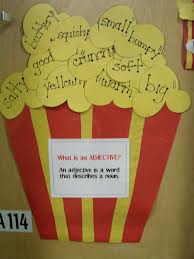 buttery!
squishy
small
bumpy!
good
crunchy
soft!
salty!
yellow!
warm!
big!
What is an ADJECTIVE?
An adjective is a word
that describes a noun.
A 114